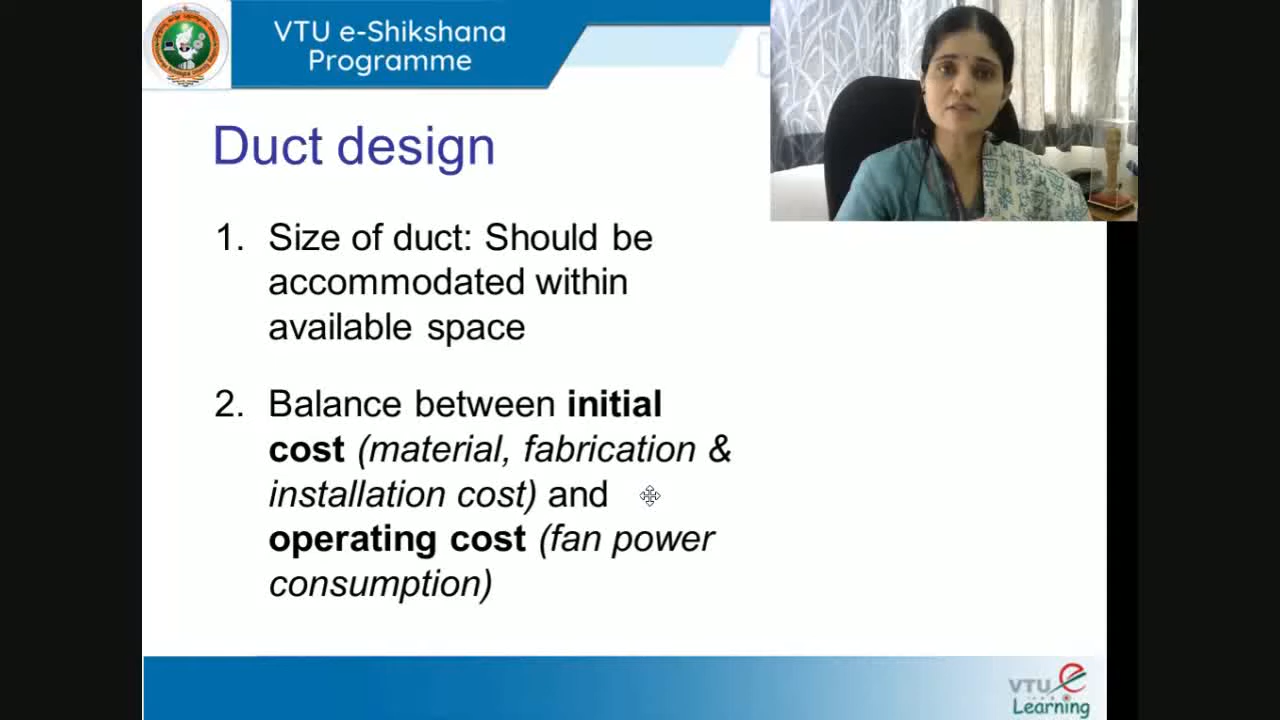 VTU e-Shikshana
Programme
Duct design
1. Size of duct: Should be
accommodated within
available space
2. Balance between initial
cost (material, fabrication &
installation cost) and
operating cost (fan power
consumption)
VTU e
Learning